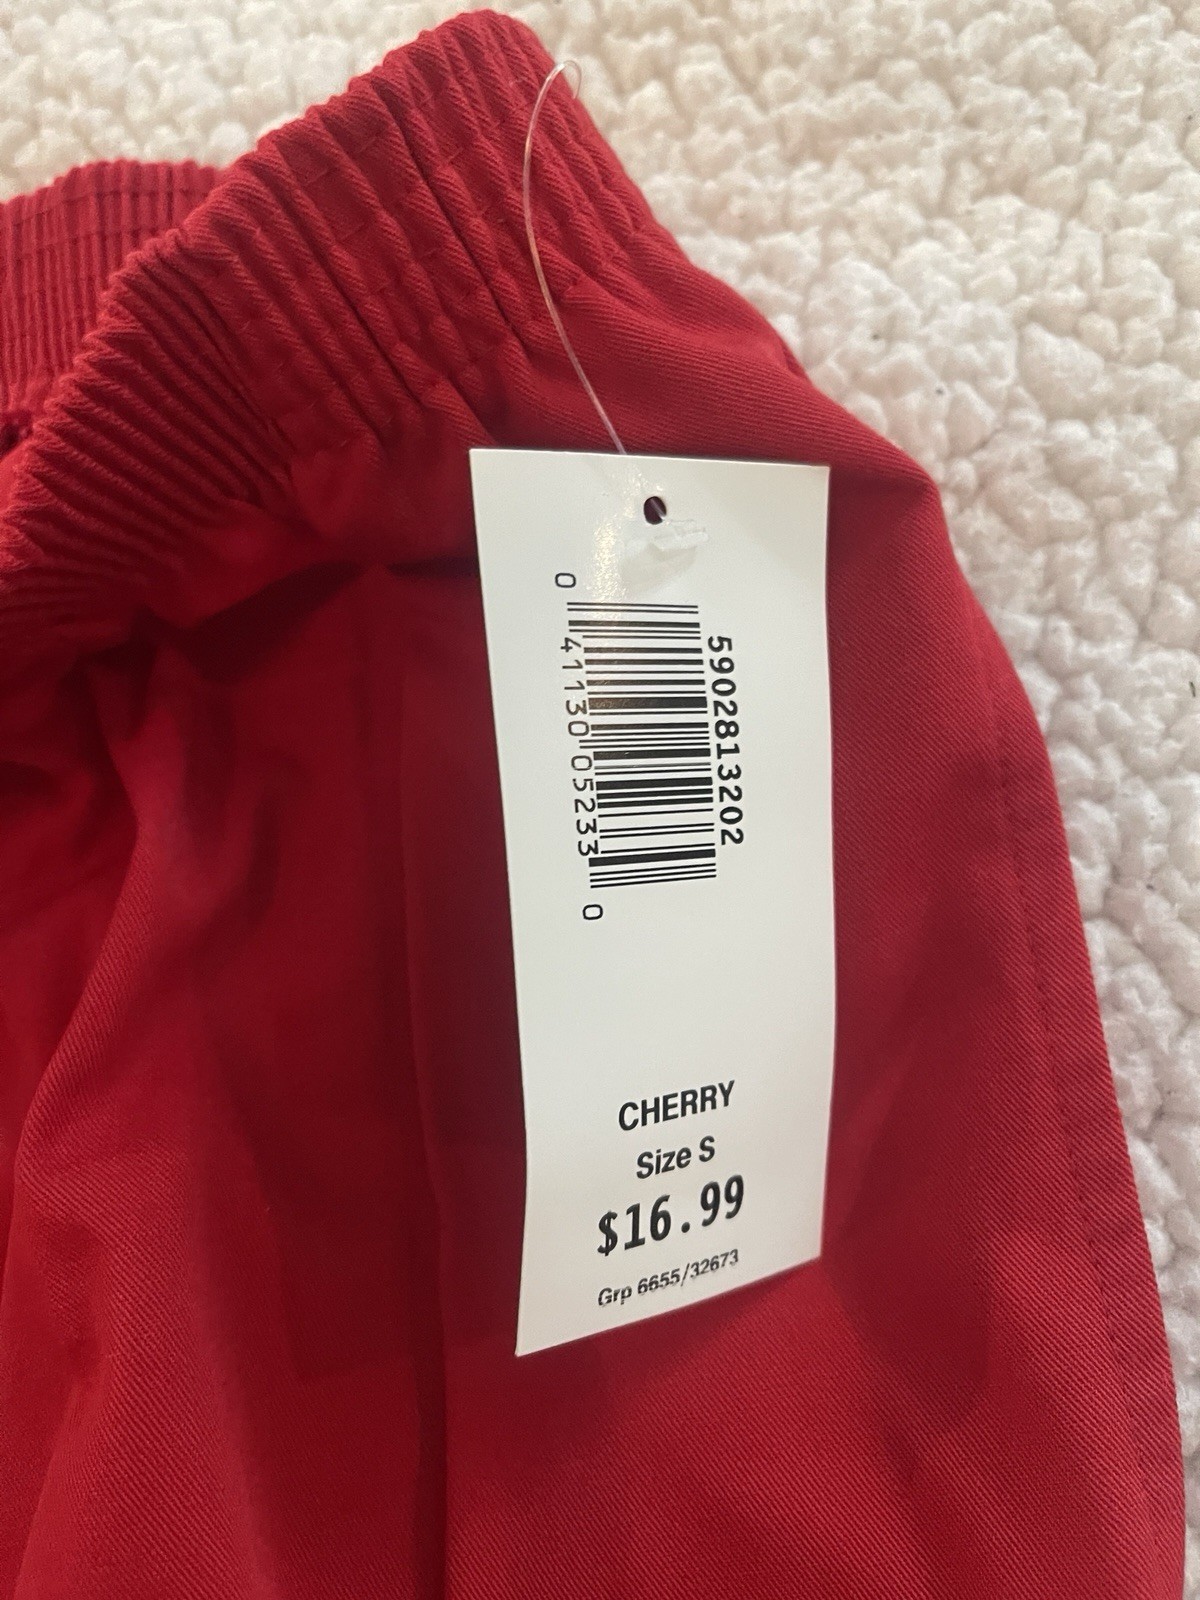 5902813202
0 41130 05233 0
CHERRY
Size S
$16.99
Grp 6655/32673